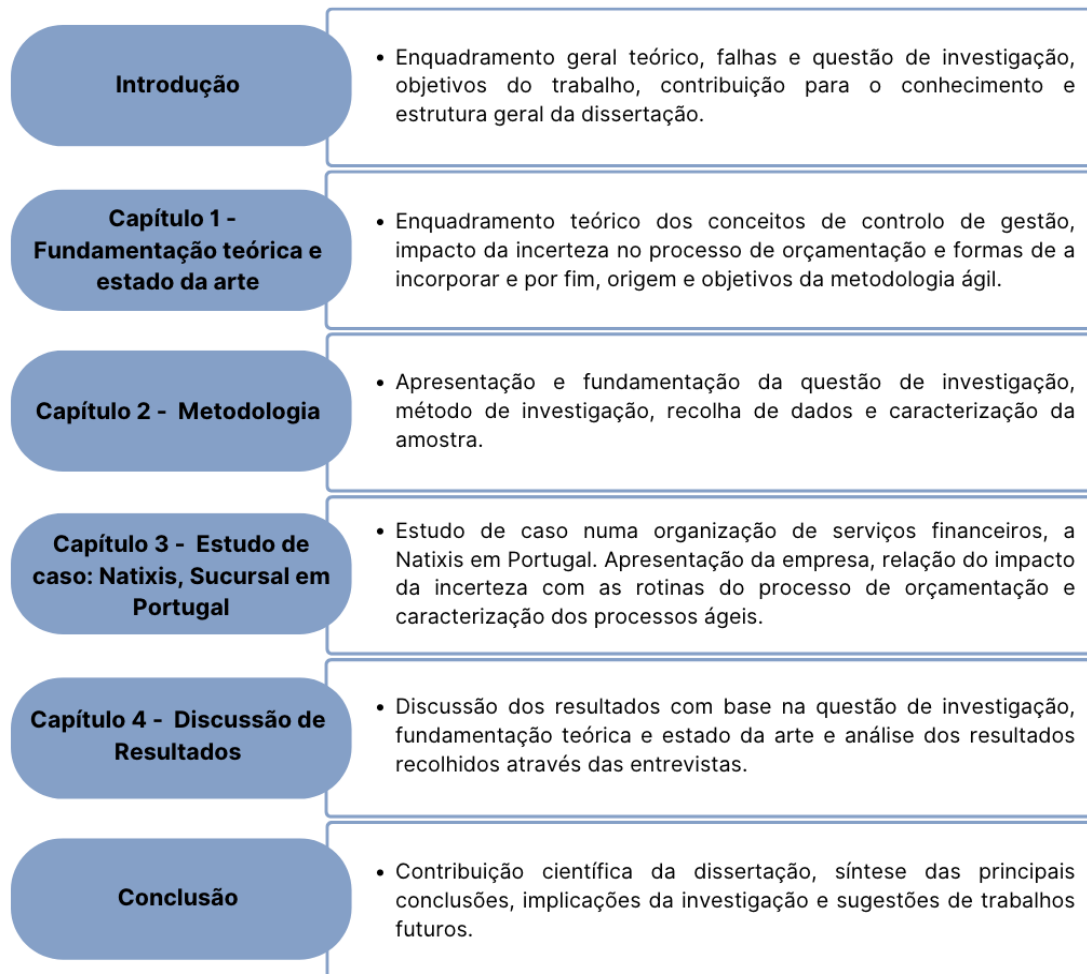 Introdução
• Enquadramento geral teórico, falhas e questão de investigação,
objetivos do trabalho, contribuição para o conhecimento e
estrutura geral da dissertação.
Capítulo 1 -
Fundamentação teórica e
estado da arte
• Enquadramento teórico dos conceitos de controlo de gestão,
impacto da incerteza no processo de orçamentação e formas de a
incorporar e por fim, origem e objetivos da metodologia ágil.
Capítulo 2 - Metodologia
• Apresentação e fundamentação da questão de investigação,
método de investigação, recolha de dados e caracterização da
amostra.
Capítulo 3 - Estudo de
caso: Natixis, Sucursal em
Portugal
• Estudo de caso numa organização de serviços financeiros, a
Natixis em Portugal. Apresentação da empresa, relação do impacto
da incerteza com as rotinas do processo de orçamentação e
caracterização dos processos ágeis.
Capítulo 4 - Discussão de
Resultados
• Discussão dos resultados com base na questão de investigação,
fundamentação teórica e estado da arte e análise dos resultados
recolhidos através das entrevistas.
Conclusão
• Contribuição científica da dissertação, síntese das principais
conclusões, implicações da investigação e sugestões de trabalhos
futuros.